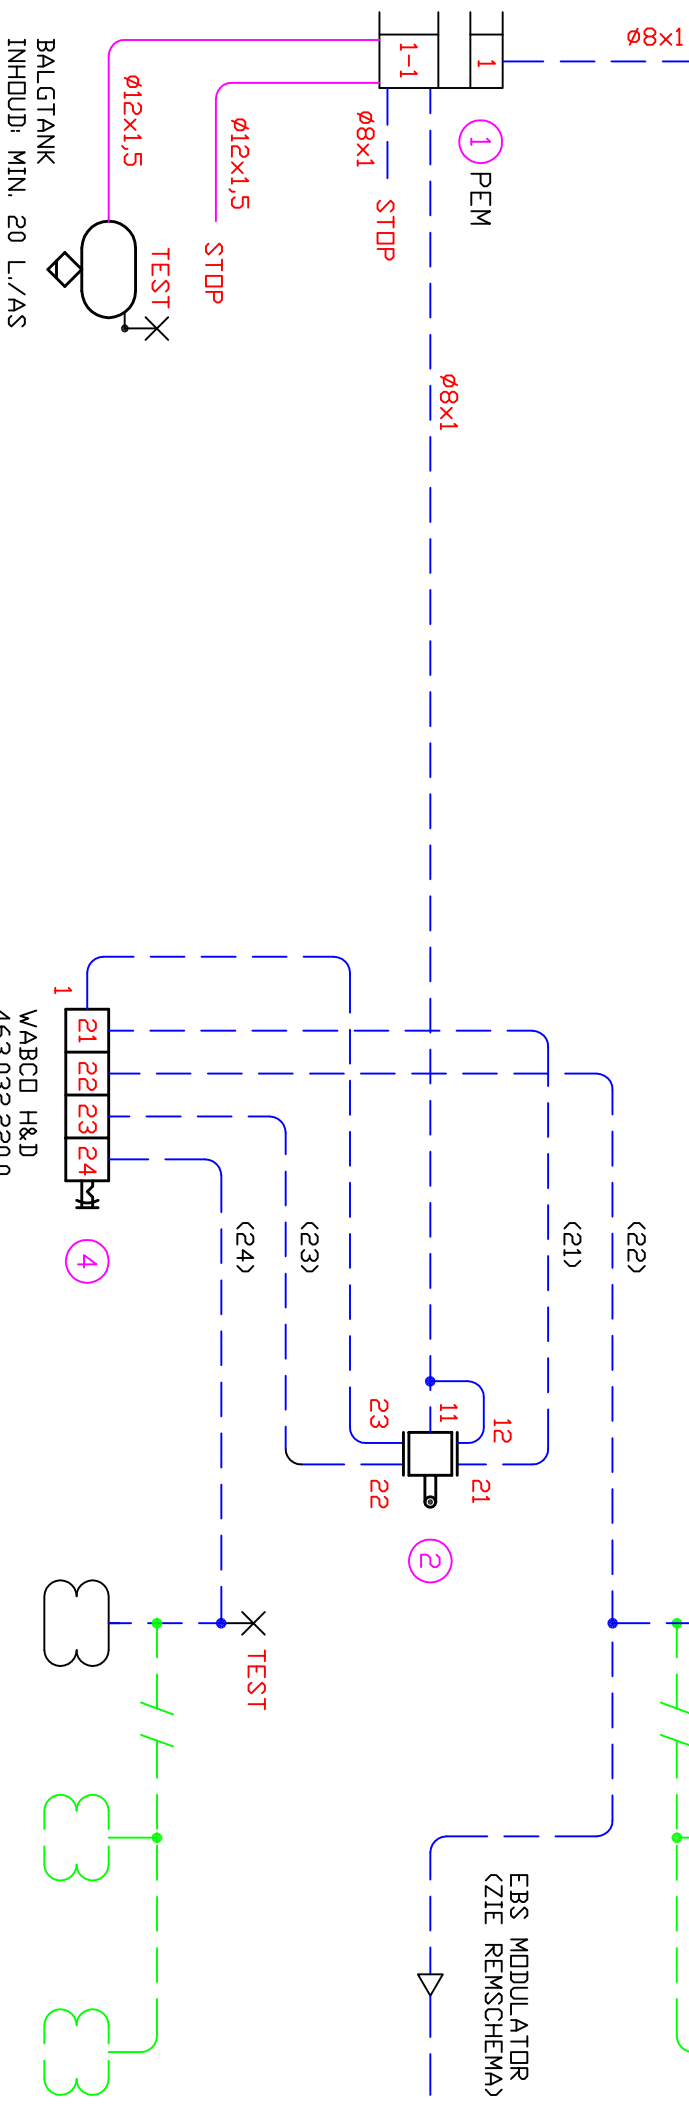 Ø8x1
1
1-1
1
PEM
Ø12x1,5
Ø12x1,5
Ø8x1
STOP
STOP
TEST
BALGTANK
INHOUD: MIN. 20 L./AS
Ø8x1
1
21
22
23
24
WABCO H&D
4
(24)
(23)
(21)
(22)
23
11
12
22
21
2
TEST
EBS MODULATOR
(ZIE REMSCHEMA)